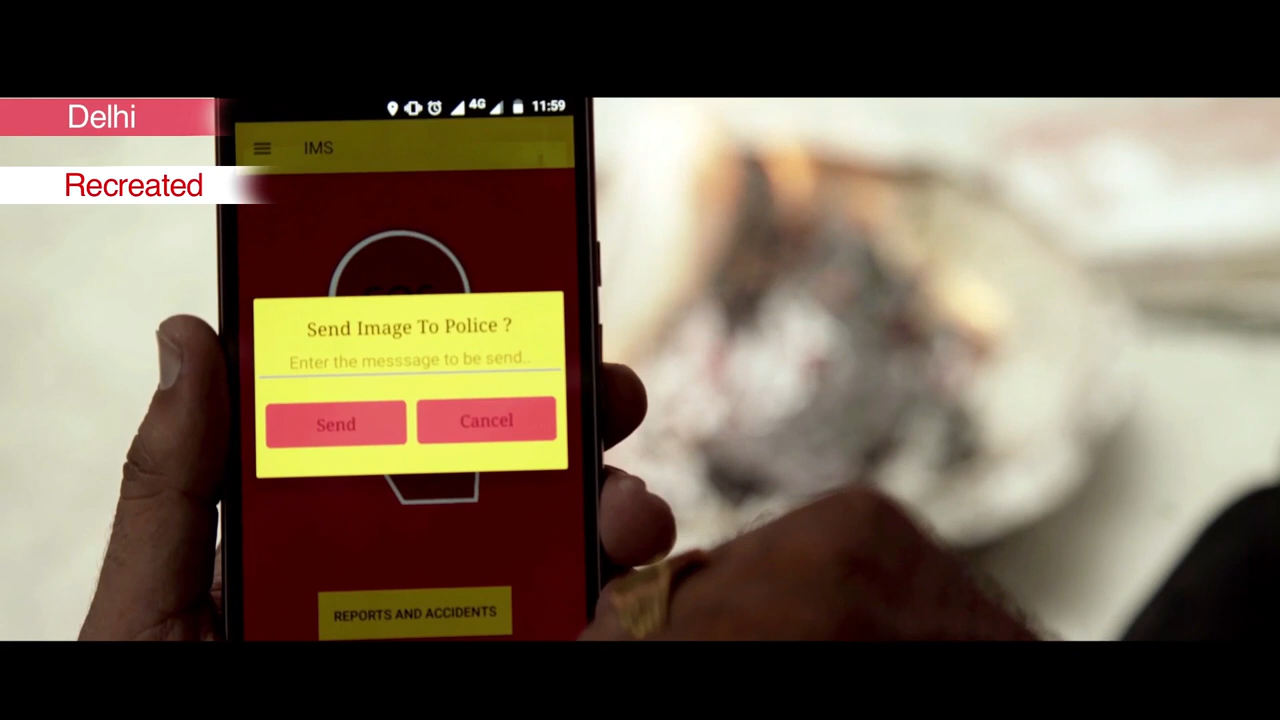 Delhi
Recreated
4G 11:59
IMS
Send Image To Police ?
Enter the messsage to be send..
Send
Cancel
REPORTS AND ACCIDENTS